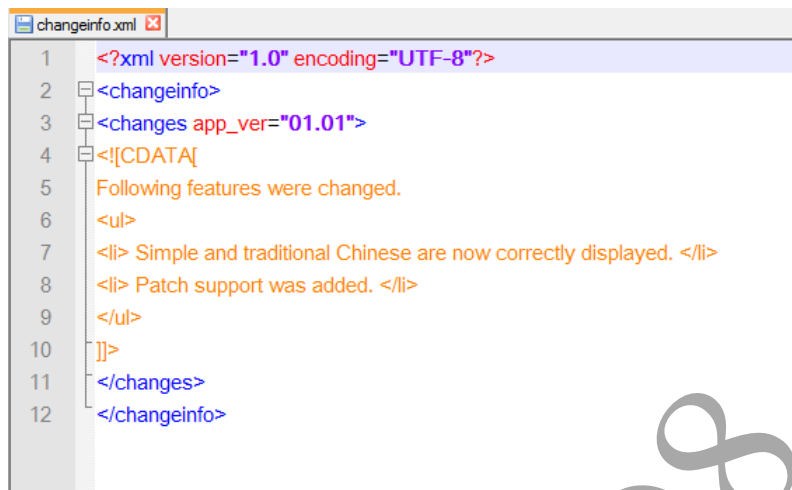 changeinfo.xml
1 <?xml version="1.0" encoding="UTF-8"?>
2 <changeinfo>
3 <changes app_ver="01.01">
4 <![CDATA[
5 Following features were changed.
6 <ul>
7 <li> Simple and traditional Chinese are now correctly displayed. </li>
8 <li> Patch support was added. </li>
9 </ul>
10 ]]>
11 </changes>
12 </changeinfo>
8